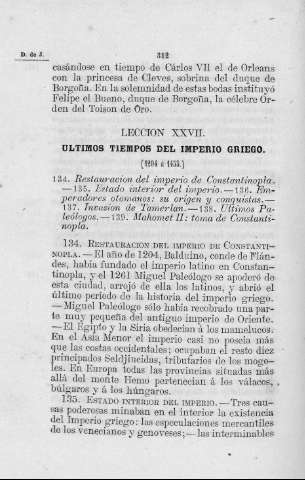 D. de J.
312
casándose en tiempo de Cárlos VII el de Orleans
con la princesa de Cleves, sobrina del duque de
Borgoña. En la solemnidad de estas bodas instituyó
Felipe el Bueno, duque de Borgoña, la célebre Ór-
den del Toison de Oro.
LECCION XXVII.
ULTIMOS TIEMPOS DEL IMPERIO GRIEGO.
(1204 á 1453.)
134. Restauracion del imperio de Constantinopla.
—135. Estado interior del imperio.—136. Em-
peradores otomanos: su orígen y conquistas.—
137. Invasion de Tamerlan.—138. Ultimos Pa-
leólogos.—139. Mahomet II: toma de Constanti-
nopla.
134. RESTAURACION DEL IMPERIO DE CONSTANTI-
NOPLA.—El año de 1204, Balduino, conde de Flán-
des, habia fundado el imperio latino en Constan-
tinopla, y el 1261 Miguel Paleologo se apoderó de
esta ciudad, arrojó de ella los latinos, y abrió el
último período de la historia del imperio griego.
—Miguel Paleologo sólo habia recobrado una par-
te muy pequeña del antiguo imperio de Oriente.
—El Egipto y la Siria obedecian á los mamelucos.
En el Asia Menor el imperio casi no poseia más
que las costas occidentales; ocupaban el resto diez
principados Seldjiucidas, tributarios de los mogo-
les. En Europa todas las provincias situadas más
allá del monte Hemo pertenecian á los válacos,
búlgaros y á los húngaros.
135. ESTADO INTERIOR DEL IMPERIO.—Tres cau-
sas poderosas minaban en el interior la existencia
del Imperio griego: las especulaciones mercantiles
de los venecianos y genoveses;—las interminables